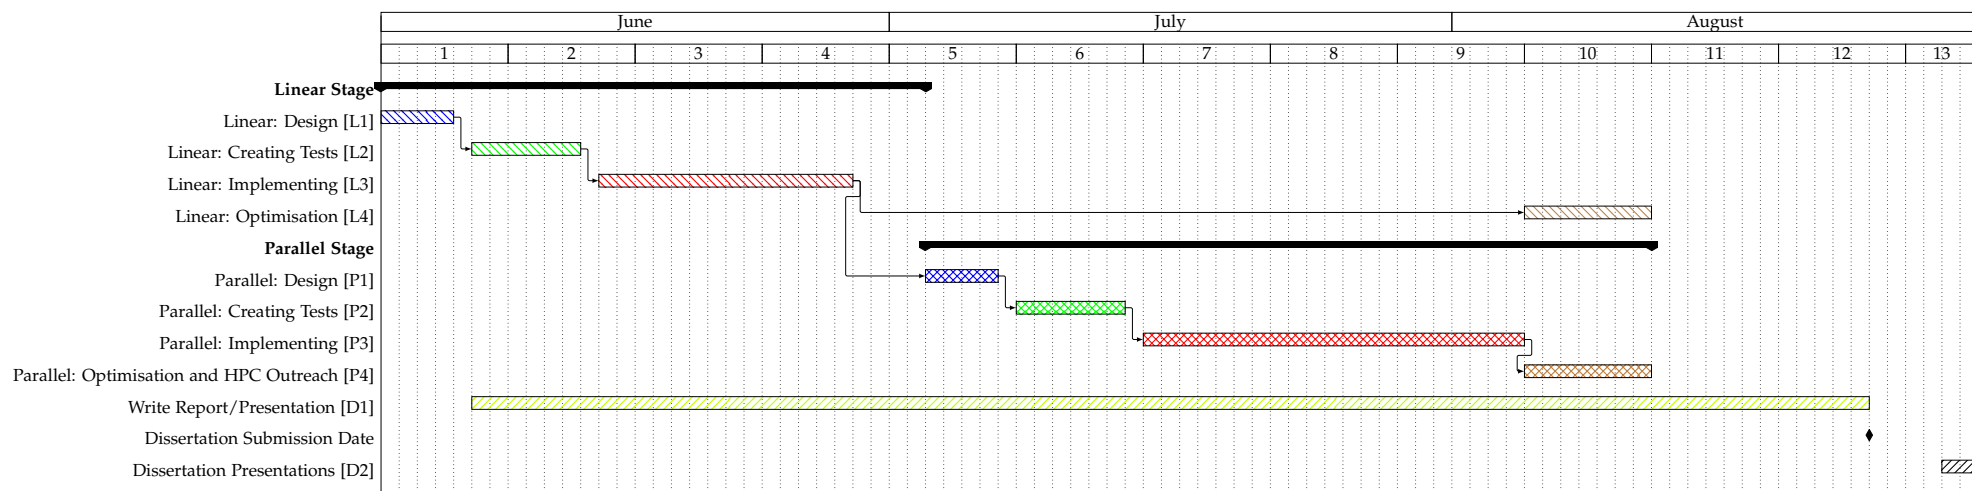 June July August
1 2 3 4 5 6 7 8 9 10 11 12 13
Linear Stage
Linear: Design [L1]
Linear: Creating Tests [L2]
Linear: Implementing [L3]
Linear: Optimisation [L4]
Parallel Stage
Parallel: Design [P1]
Parallel: Creating Tests [P2]
Parallel: Implementing [P3]
Parallel: Optimisation and HPC Outreach [P4]
Write Report/Presentation [D1]
Dissertation Submission Date
Dissertation Presentations [D2]